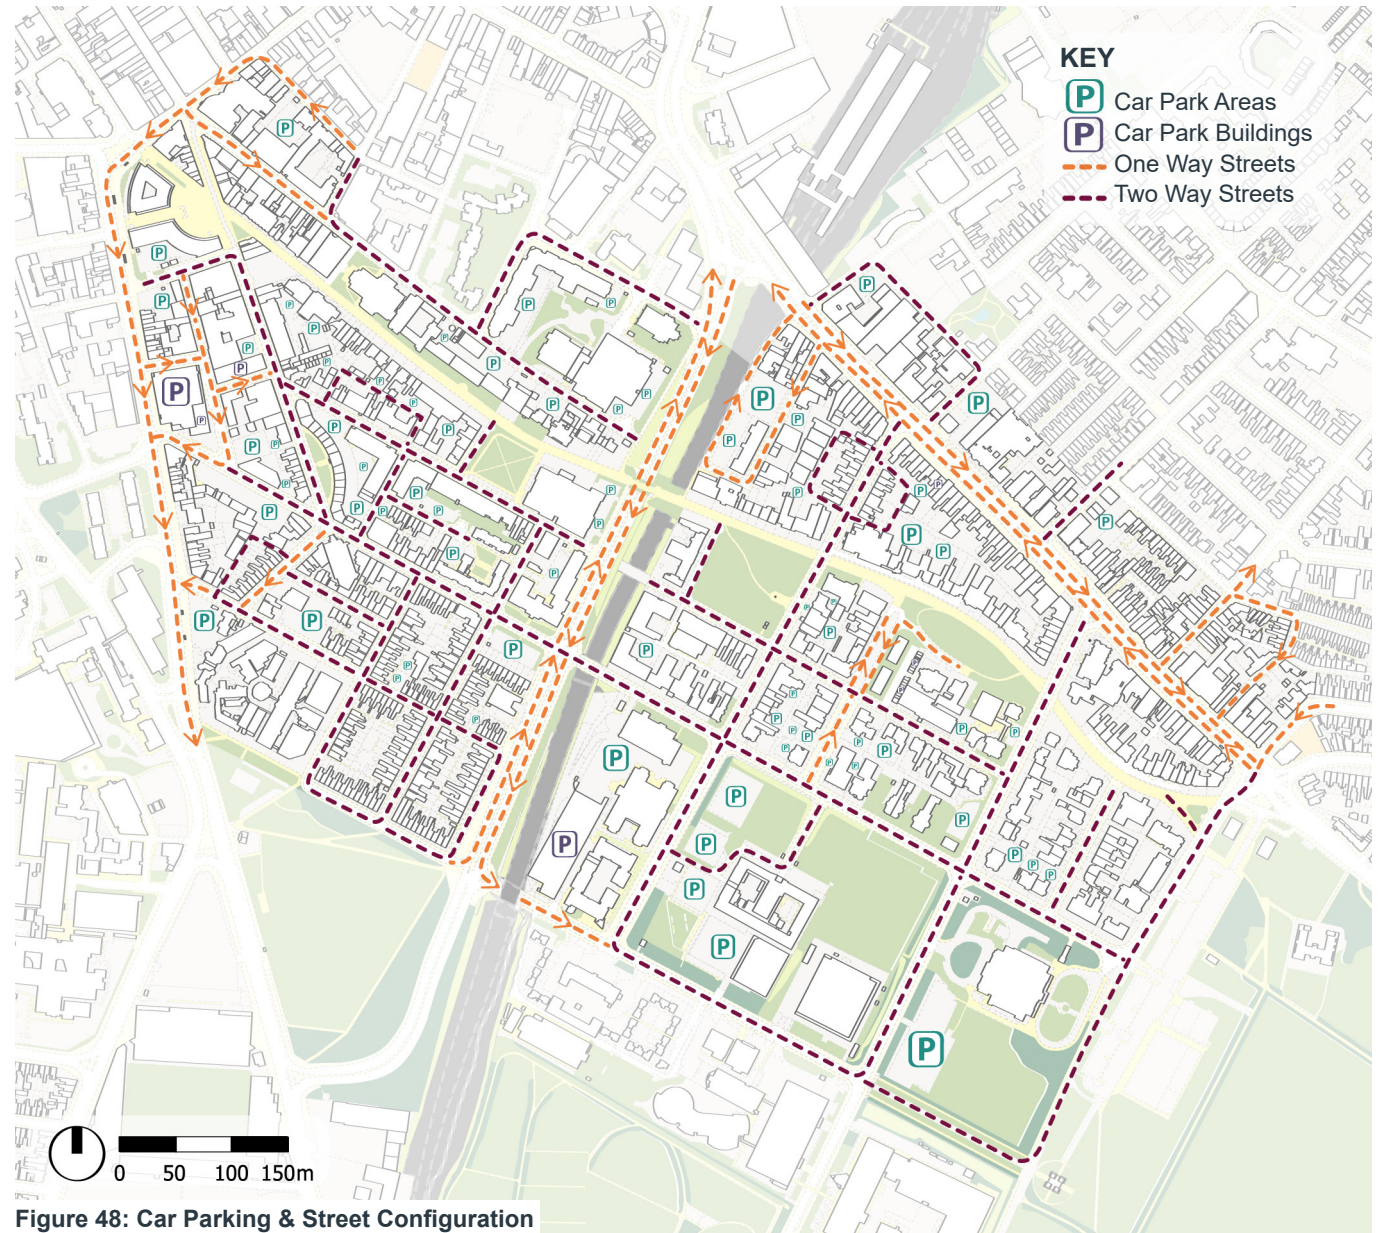 KEY
P Car Park Areas
P Car Park Buildings
One Way Streets
Two Way Streets
0 50 100 150m
Figure 48: Car Parking & Street Configuration